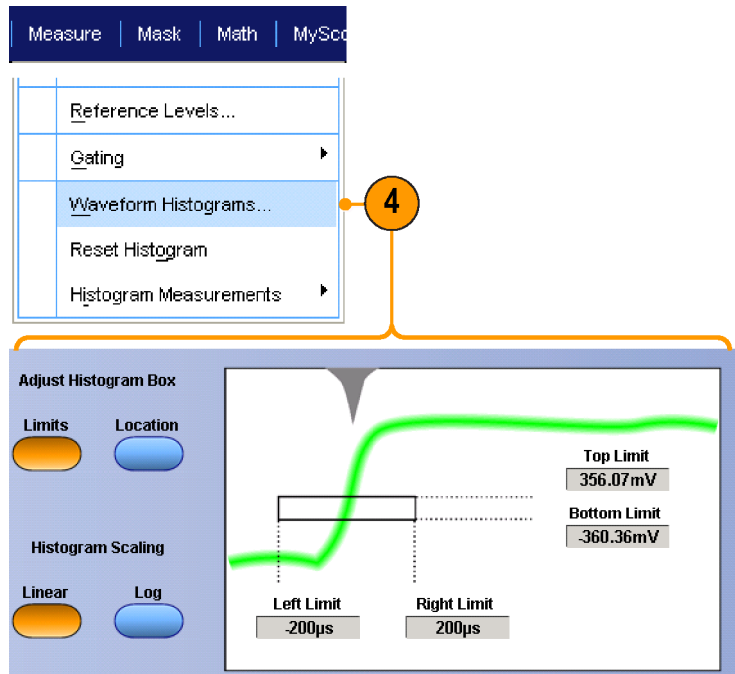 Measure Mask Math MySco
Reference Levels...
Gating
Waveform Histograms...
4
Reset Histogram
Histogram Measurements
Adjust Histogram Box
Limits Location
Top Limit
356.07mV
Bottom Limit
-360.36mV
Histogram Scaling
Linear Log
Left Limit Right Limit
-200µs 200µs